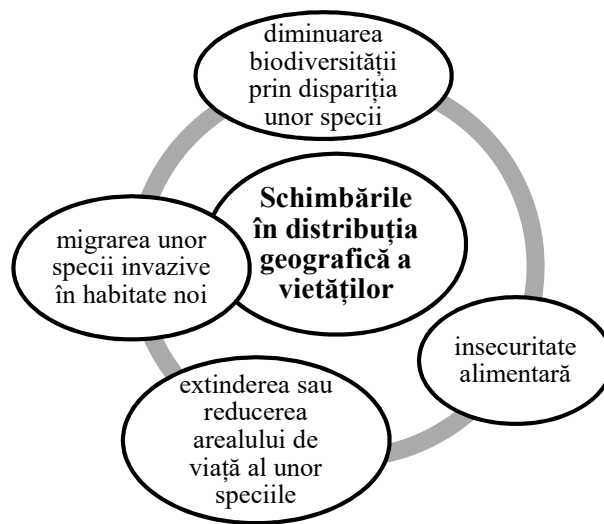 diminuarea
biodiversității
prin dispariția
unor specii
Schimbările
în distribuția
geografică a
vietăților
migrarea unor
specii invazive
în habitate noi
insecuritate
alimentară
extinderea sau
reducerea
arealului de
viață al unor
speciile